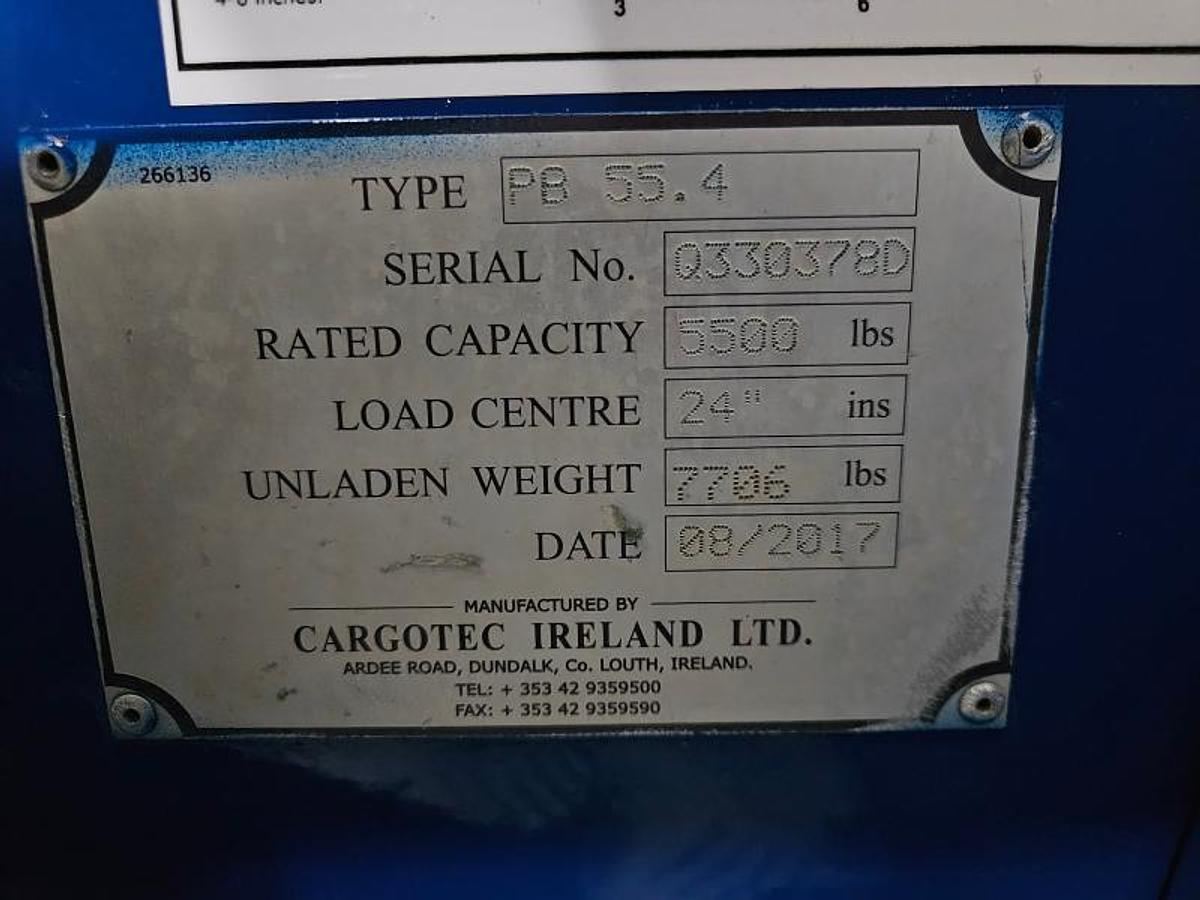 3 6
266136
TYPE PB 55.4
SERIAL No. Q330378D
RATED CAPACITY 5500 lbs
LOAD CENTRE 24" ins
UNLADEN WEIGHT 7706 lbs
DATE 08/2017
MANUFACTURED BY
CARGOTEC IRELAND LTD.
ARDEE ROAD, DUNDALK, Co. LOUTH, IRELAND.
TEL: + 353 42 9359500
FAX: + 353 42 9359590